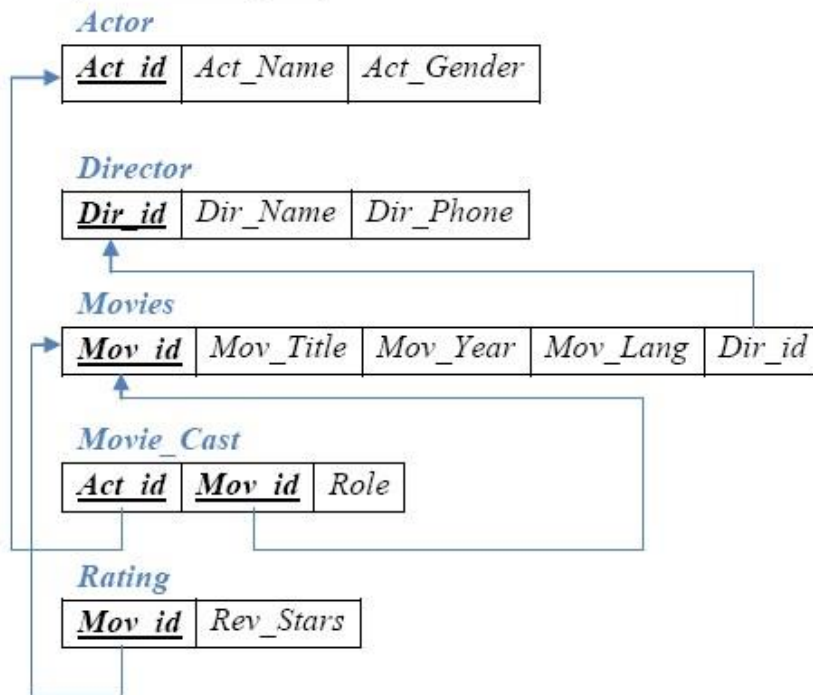 Actor
Act_id Act_Name Act_Gender
Director
Dir_id Dir_Name Dir_Phone
Movies
Mov_id Mov_Title Mov_Year Mov_Lang Dir_id
Movie_Cast
Act_id Mov_id Role
Rating
Mov_id Rev_Stars